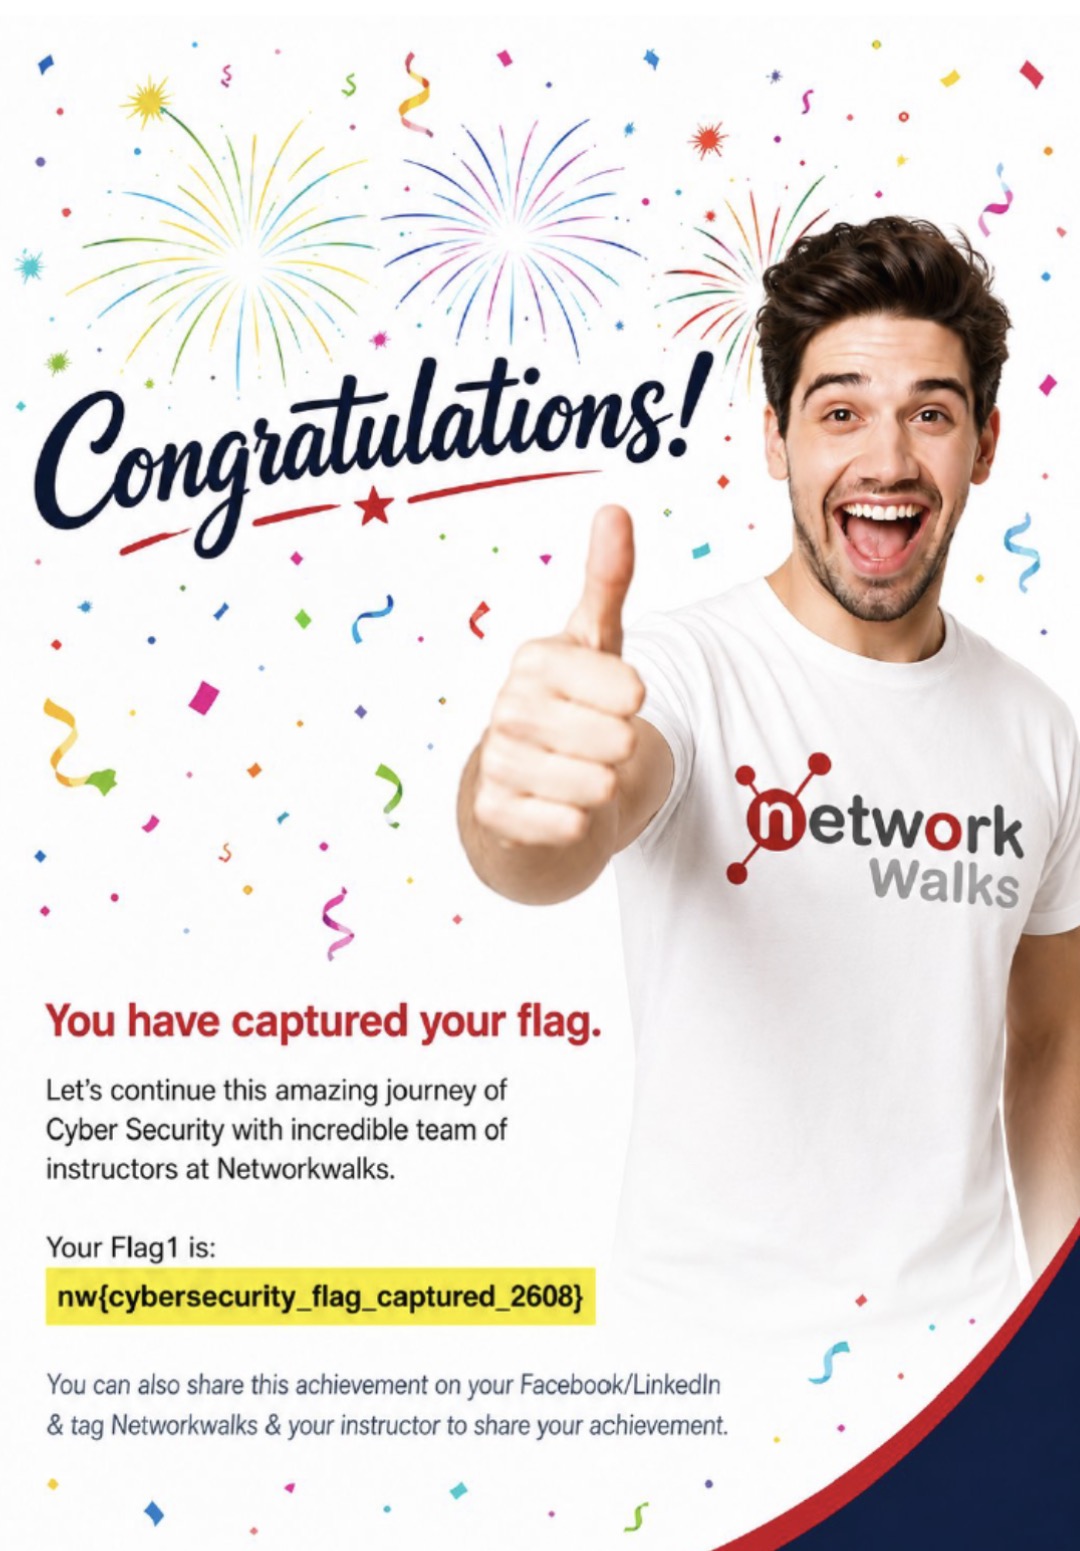 Congratulations!
network
Walks
You have captured your flag.
Let's continue this amazing journey of
Cyber Security with incredible team of
instructors at Networkwalks.
Your Flag1 is:
nw{cybersecurity_flag_captured_2608}
You can also share this achievement on your Facebook/LinkedIn
& tag Networkwalks & your instructor to share your achievement.